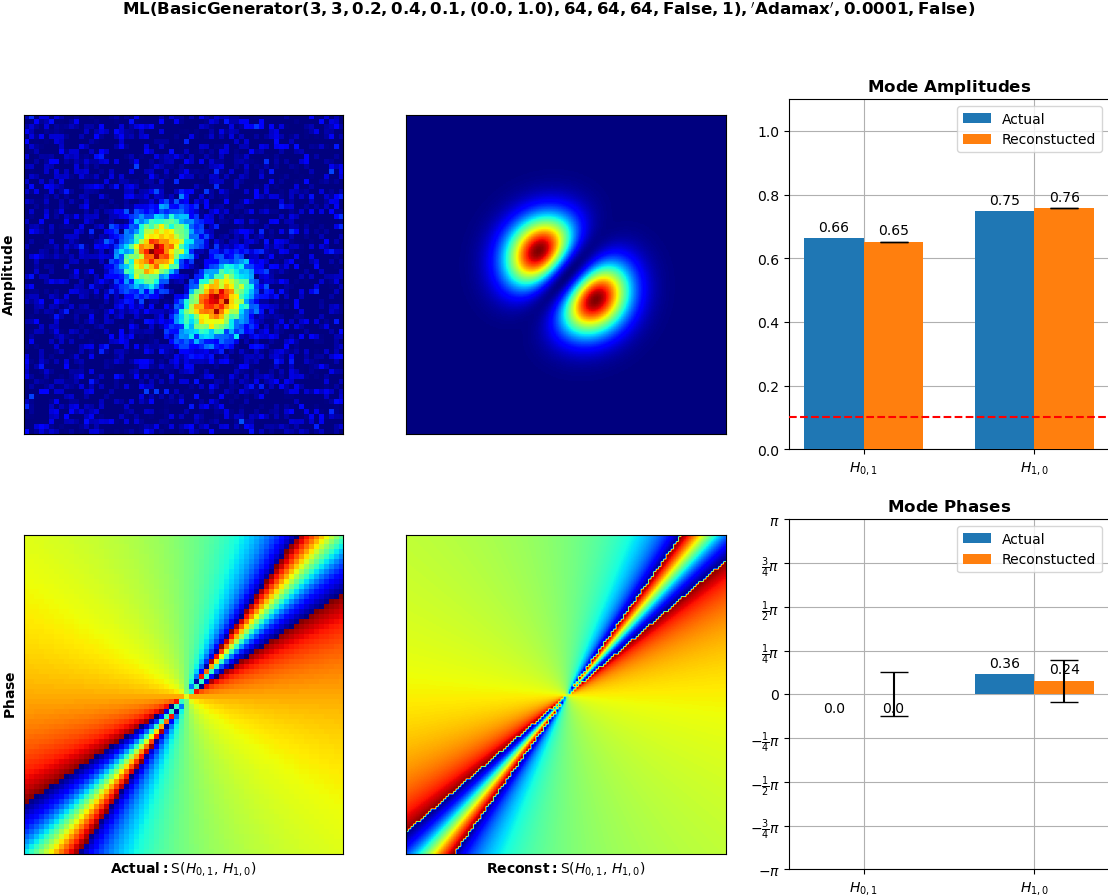 ML(BasicGenerator(3, 3, 0.2, 0.4, 0.1, (0.0, 1.0), 64, 64, 64, False, 1), ′Adamax′, 0.0001, False)
Amplitude
Mode Amplitudes
Actual
Reconstucted
1.0
0.8
0.6
0.4
0.2
0.0
0.66
0.65
0.75
0.76
H0, 1
H1, 0
Phase
Actual: S(H0, 1, H1, 0)
Reconst: S(H0, 1, H1, 0)
Mode Phases
Actual
Reconstucted
π
3/4π
1/2π
1/4π
0
−1/4π
−1/2π
−3/4π
−π
0.0
0.0
0.36
0.24
H0, 1
H1, 0